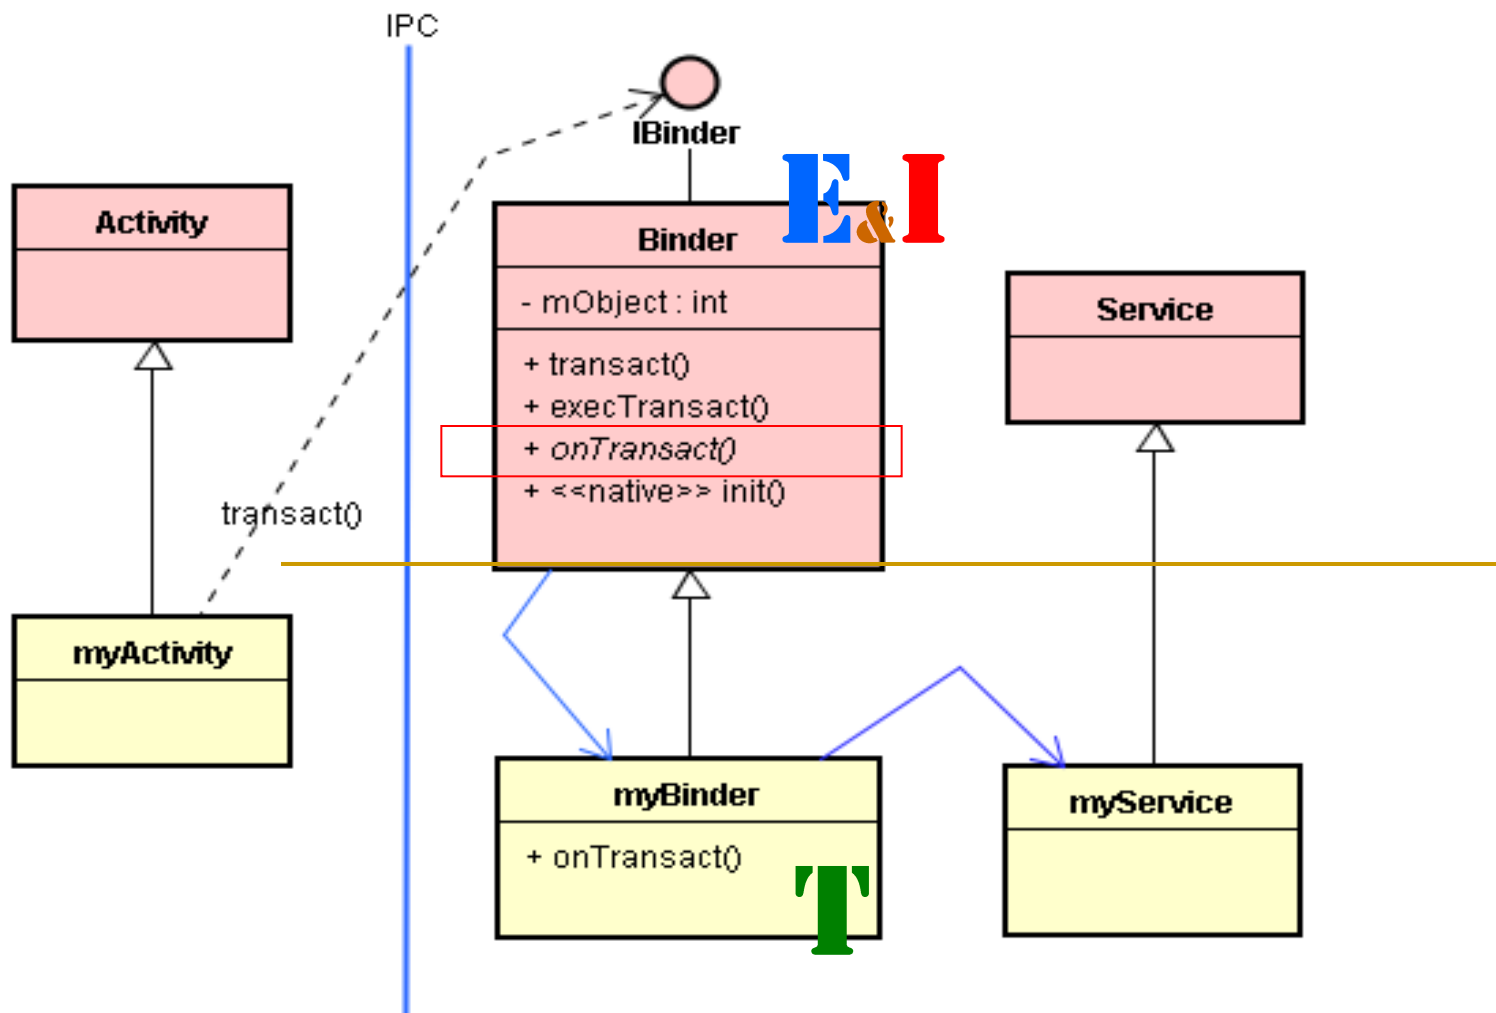 IPC
IBinder
E&I
Activity
Binder
- mObject : int
Service
+ transact()
+ execTransact()
+ onTransact()
+ <<native>> init()
transact()
myActivity
myBinder
myService
+ onTransact()
T